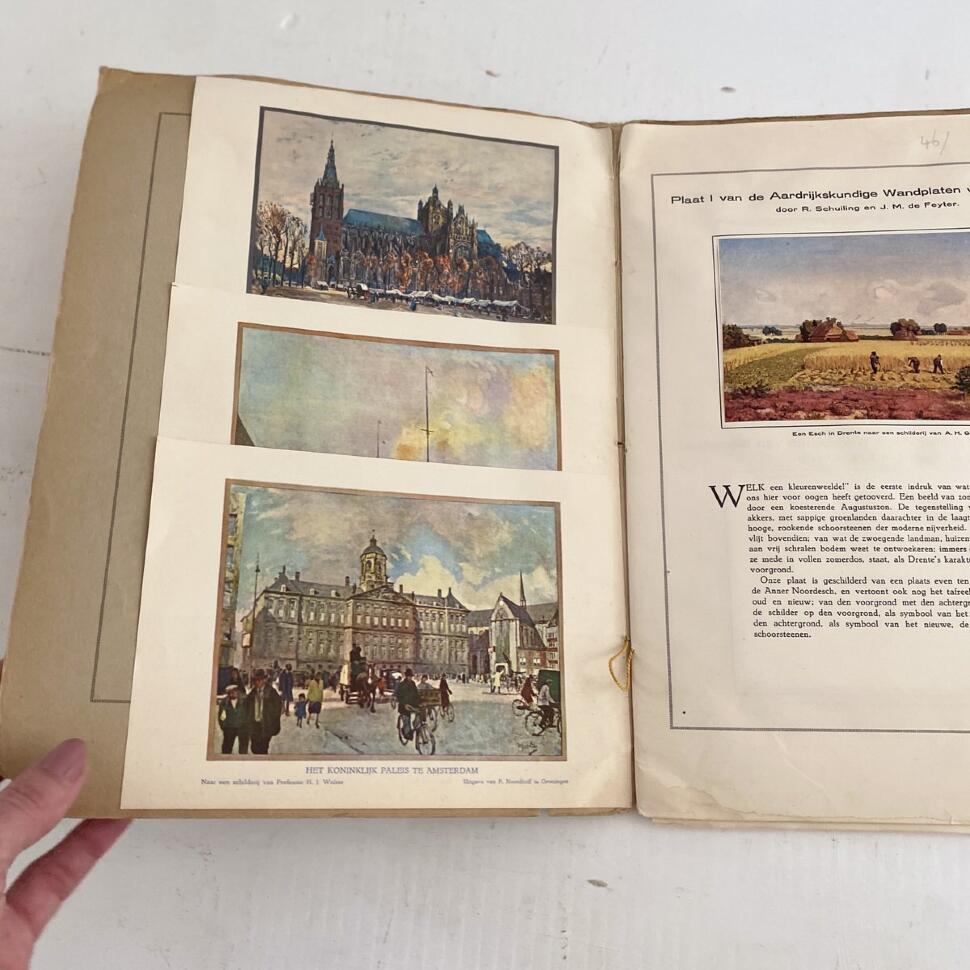 HET KONINKLIJK PALEIS TE AMSTERDAM
Naar een schilderij van Professor H. J. Wolter
Uitgave van P. Noordhoff te Groningen
46/
Plaat I van de Aardrijkskundige Wandplaten
door R. Schuiling en J. M. de Feyter.
Een Esch in Drente naar een schilderij van A. H. G
WELK een kleurenweelde!" is de eerste indruk van wat
ons hier voor oogen heeft getooverd. Een beeld van
door een koesterende Augustuszon. De tegenstelling
akkers, met sappige groenlanden daarachter in de
hooge, rookende schoorsteenen der moderne nijverheid.
vlijt bovendien; van wat de zwoegende landman,
aan vrij schralen bodem weet te ontwoekeren; immers
ze mede in vollen zomerdos, staat, als Drente's
voorgrond.
Onze plaat is geschilderd van een plaats even
de Anner Noordesch, en vertoont ook nog het
oud en nieuw; van den voorgrond met den
de schilder op den voorgrond, als symbool van het
den achtergrond, als symbool van het nieuwe, de
schoorsteenen.